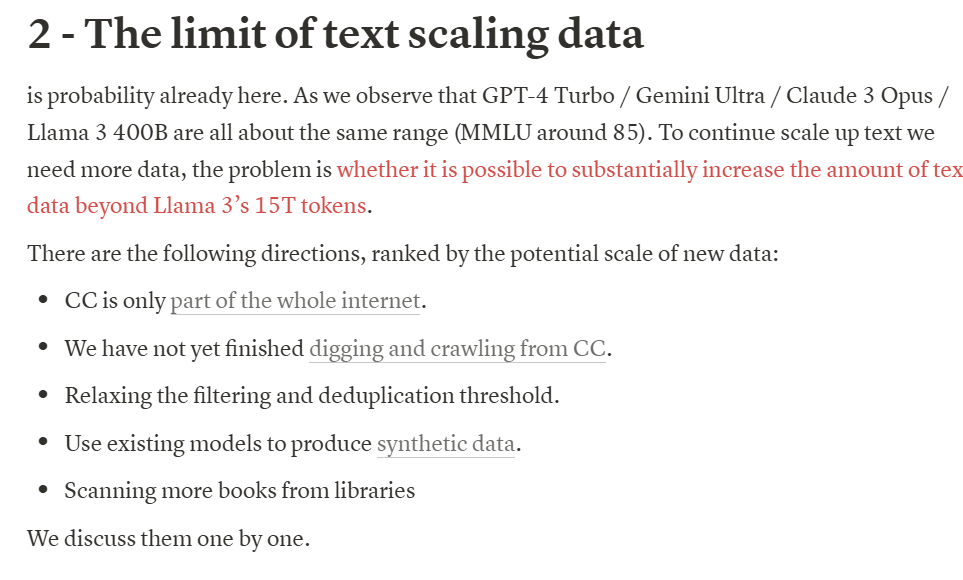 2 - The limit of text scaling data
is probability already here. As we observe that GPT-4 Turbo / Gemini Ultra / Claude 3 Opus /
Llama 3 400B are all about the same range (MMLU around 85). To continue scale up text we
need more data, the problem is whether it is possible to substantially increase the amount of tex
data beyond Llama 3’s 15T tokens.
There are the following directions, ranked by the potential scale of new data:
• CC is only part of the whole internet.
• We have not yet finished digging and crawling from CC.
• Relaxing the filtering and deduplication threshold.
• Use existing models to produce synthetic data.
• Scanning more books from libraries
We discuss them one by one.